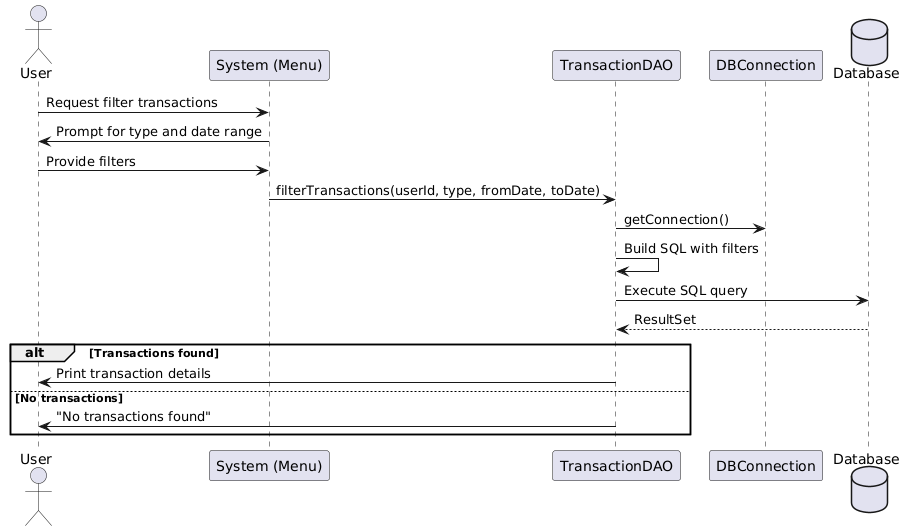 User
System (Menu)
TransactionDAO
DBConnection
Database
Request filter transactions
Prompt for type and date range
Provide filters
filterTransactions(userId, type, fromDate, toDate)
getConnection()
Build SQL with filters
Execute SQL query
ResultSet
alt [Transactions found]
Print transaction details
[No transactions]
"No transactions found"
User
System (Menu)
TransactionDAO
DBConnection
Database